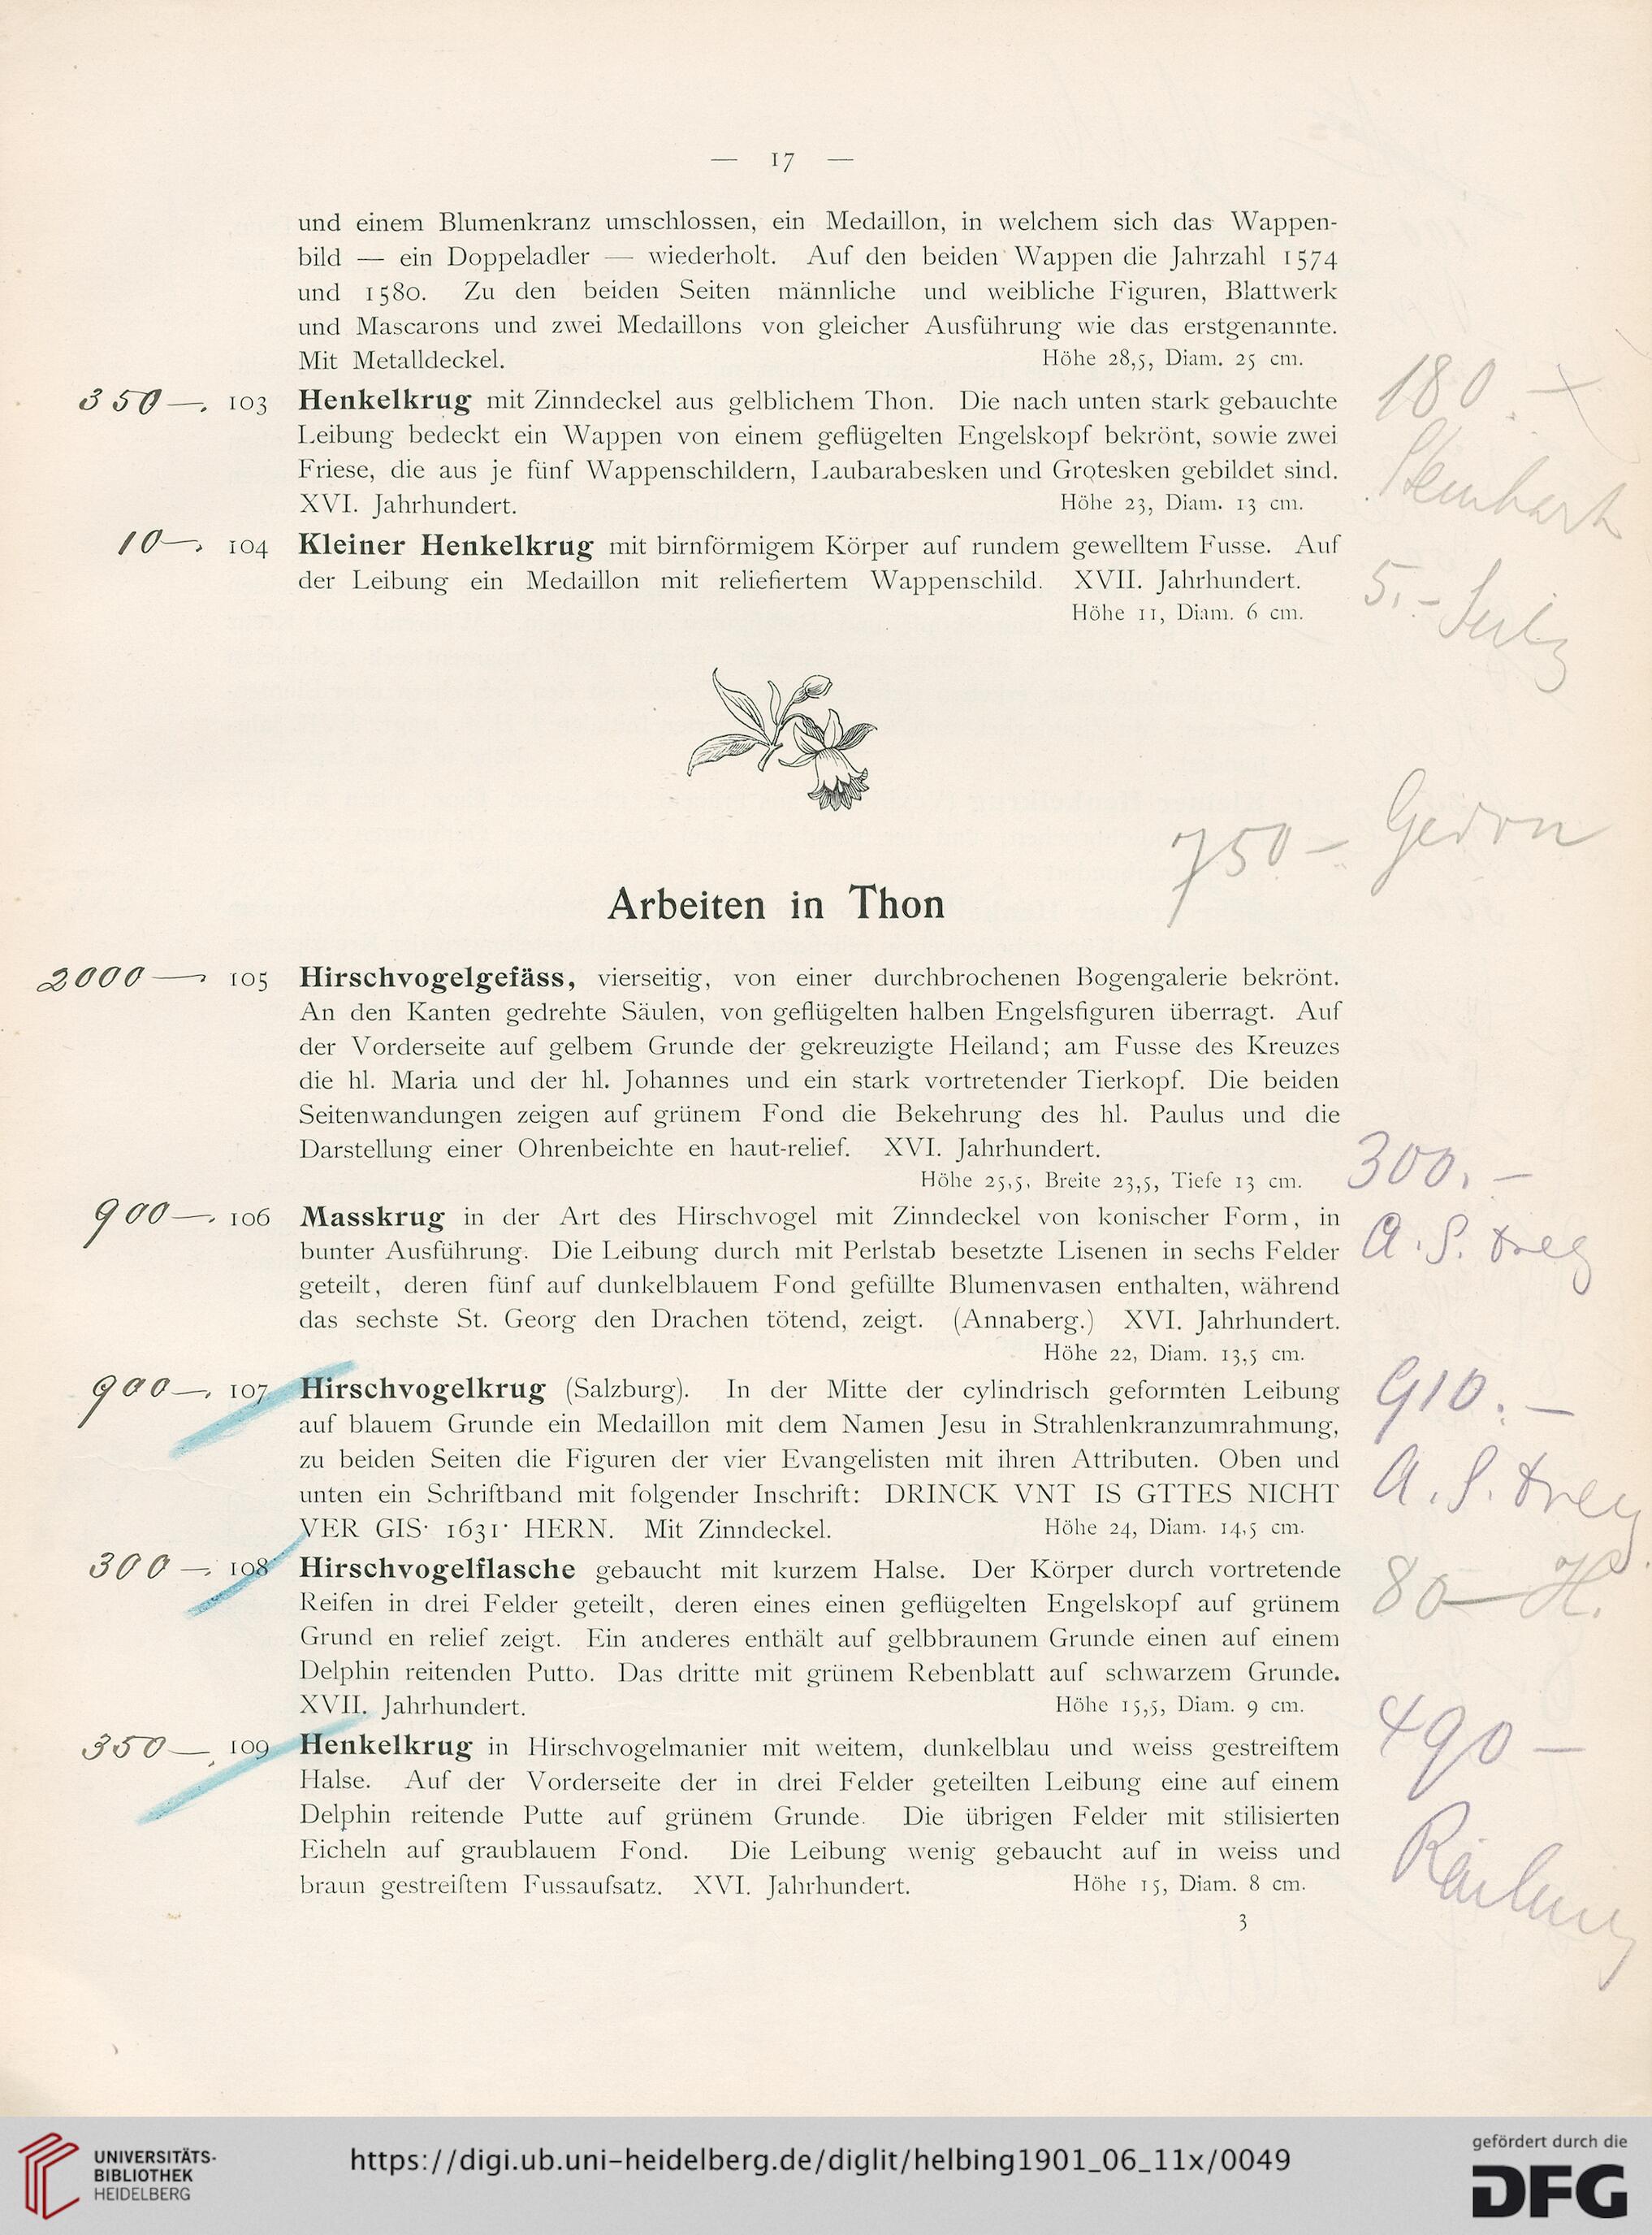 — 17 —
und einem Blumenkranz umschlossen, ein Medaillon, in welchem sich das Wappen-
bild — ein Doppeladler — wiederholt. Auf den beiden Wappen die Jahrzahl 1574
und 1580. Zu den beiden Seiten männliche und weibliche Figuren, Blattwerk
und Mascarons und zwei Medaillons von gleicher Ausführung wie das erstgenannte.
Mit Metalldeckel. Höhe 28,5, Diam. 25 cm.
350—. 103 Henkelkrug mit Zinndeckel aus gelblichem Thon. Die nach unten stark gebauchte 180.—
Leibung bedeckt ein Wappen von einem geflügelten Engelskopf bekrönt, sowie zwei
Friese, die aus je fünf Wappenschildern, Laubarabesken und Grotesken gebildet sind.
XVI. Jahrhundert. Höhe 23, Diam. 13 cm.
10—. 104 Kleiner Henkelkrug mit birnförmigem Körper auf rundem gewelltem Fusse. Auf
der Leibung ein Medaillon mit reliefiertem Wappenschild. XVII. Jahrhundert. 5.-
Höhe 11, Diam. 6 cm.
750— Gedon
Arbeiten in Thon
2000—. 105 Hirschvogelgefäss, vierseitig, von einer durchbrochenen Bogengalerie bekrönt.
An den Kanten gedrehte Säulen, von geflügelten halben Engelsfiguren überragt. Auf
der Vorderseite auf gelbem Grunde der gekreuzigte Heiland; am Fusse des Kreuzes
die hl. Maria und der hl. Johannes und ein stark vortretender Tierkopf. Die beiden
Seitenwandungen zeigen auf grünem Fond die Bekehrung des hl. Paulus und die
Darstellung einer Ohrenbeichte en haut-relief. XVI. Jahrhundert.
Höhe 25,5, Breite 23,5, Tiefe 13 cm. 300.—
900—. 106 Masskrug in der Art des Hirschvogel mit Zinndeckel von konischer Form, in
bunter Ausführung. Die Leibung durch mit Perlstab besetzte Lisenen in sechs Felder A. S. Drey
geteilt, deren fünf auf dunkelblauem Fond gefüllte Blumenvasen enthalten, während
das sechste St. Georg den Drachen tötend, zeigt. (Annaberg.) XVI. Jahrhundert.
Höhe 22, Diam. 13,5 cm.
900—. 107 Hirschvogelkrug (Salzburg). In der Mitte der cylindrisch geformten Leibung 910.—
auf blauem Grunde ein Medaillon mit dem Namen Jesu in Strahlenkranzumrahmung,
zu beiden Seiten die Figuren der vier Evangelisten mit ihren Attributen. Oben und
unten ein Schriftband mit folgender Inschrift: DRINCK VNT IS GTTES NICHT A. S. Drey
VER GIS· 1631· HERN. Mit Zinndeckel. Höhe 24, Diam. 14,5 cm.
300—. 108 Hirschvogelflasche gebaucht mit kurzem Halse. Der Körper durch vortretende
Reifen in drei Felder geteilt, deren eines einen geflügelten Engelskopf auf grünem 80— H.
Grund en relief zeigt. Ein anderes enthält auf gelbbraunem Grunde einen auf einem
Delphin reitenden Putto. Das dritte mit grünem Rebenblatt auf schwarzem Grunde.
XVII. Jahrhundert. Höhe 15,5, Diam. 9 cm.
350—. 109 Henkelkrug in Hirschvogelmanier mit weitem, dunkelblau und weiss gestreiftem 490—
Halse. Auf der Vorderseite der in drei Felder geteilten Leibung eine auf einem
Delphin reitende Putte auf grünem Grunde. Die übrigen Felder mit stilisierten
Eicheln auf graublauem Fond. Die Leibung wenig gebaucht auf in weiss und
braun gestreiftem Fussaufsatz. XVI. Jahrhundert. Höhe 15, Diam. 8 cm.
3
UNIVERSITÄTS-
BIBLIOTHEK
HEIDELBERG
https://digi.ub.uni-heidelberg.de/diglit/helbing1901_06_11x/0049
gefördert durch die
DFG